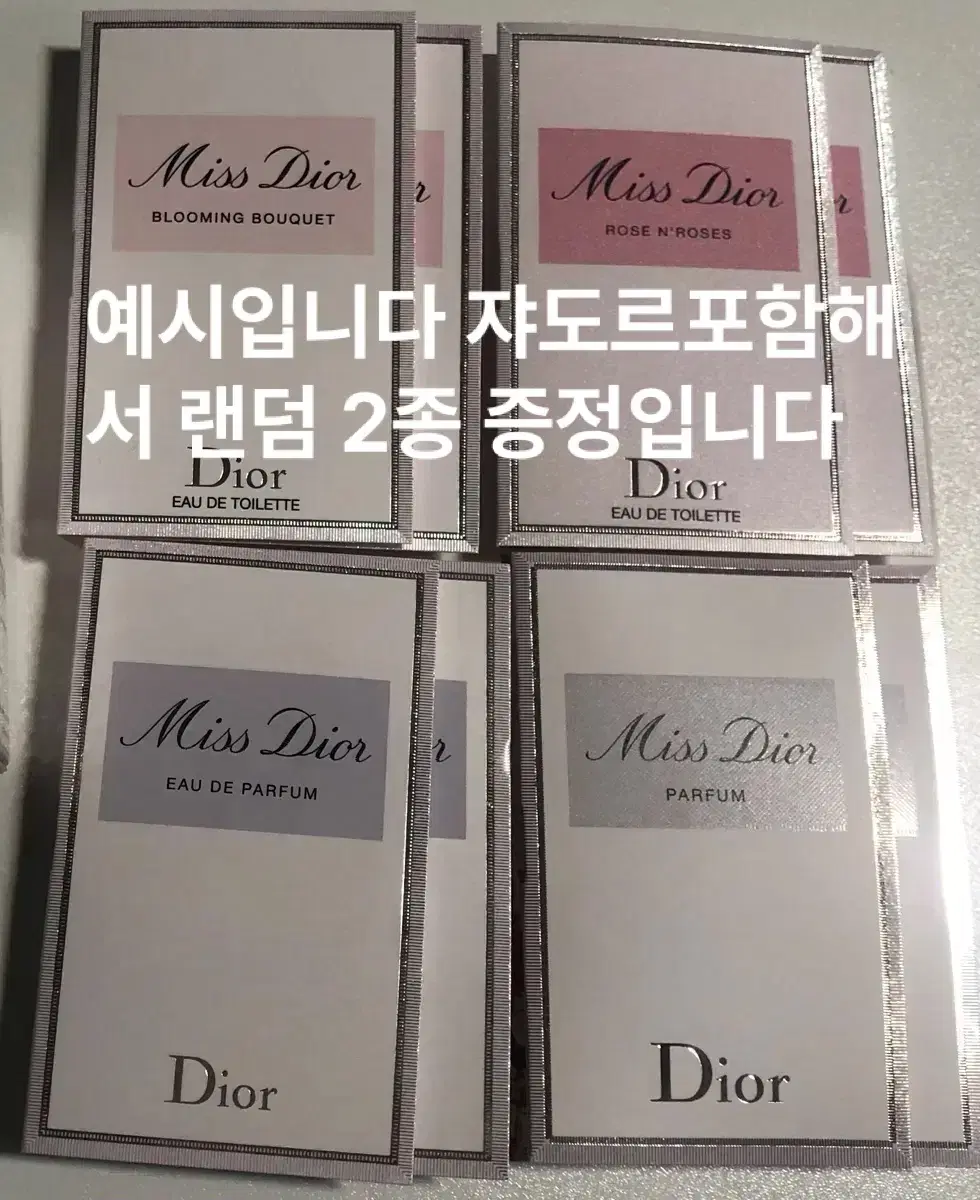 Miss Dior
BLOOMING BOUQUET
r
Miss Dior
ROSE N'ROSES
or
예시입니다 쟈도르포함해
서 랜덤 2종 증정입니다
Dior
EAU DE TOILETTE
Dior
EAU DE TOILETTE
Miss Dior
EAU DE PARFUM
r
Miss Dior
PARFUM
Dior
Dior